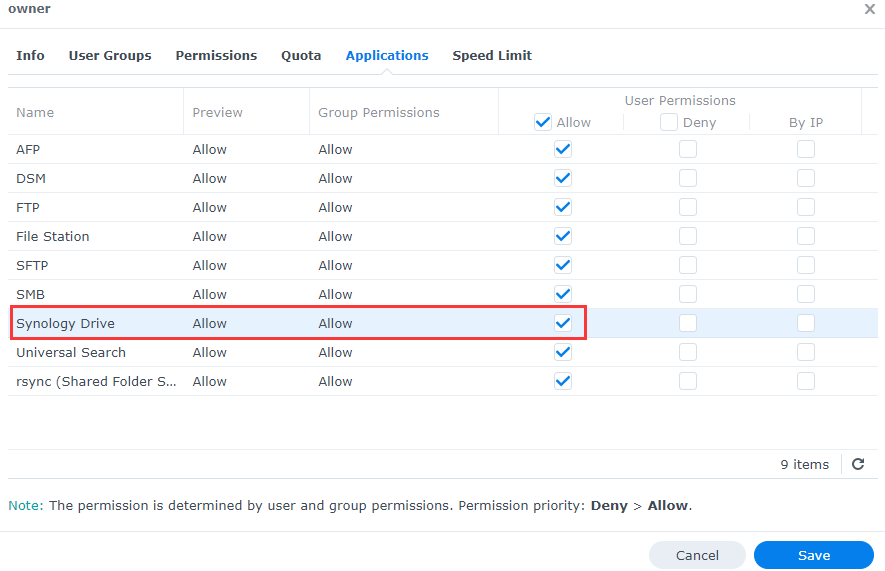 owner
Info User Groups Permissions Quota Applications Speed Limit
Name Preview Group Permissions User Permissions
Allow Deny By IP
AFP Allow Allow
DSM Allow Allow
FTP Allow Allow
File Station Allow Allow
SFTP Allow Allow
SMB Allow Allow
Synology Drive Allow Allow
Universal Search Allow Allow
rsync (Shared Folder S... Allow Allow
9 items
Note: The permission is determined by user and group permissions. Permission priority: Deny > Allow.
Cancel Save